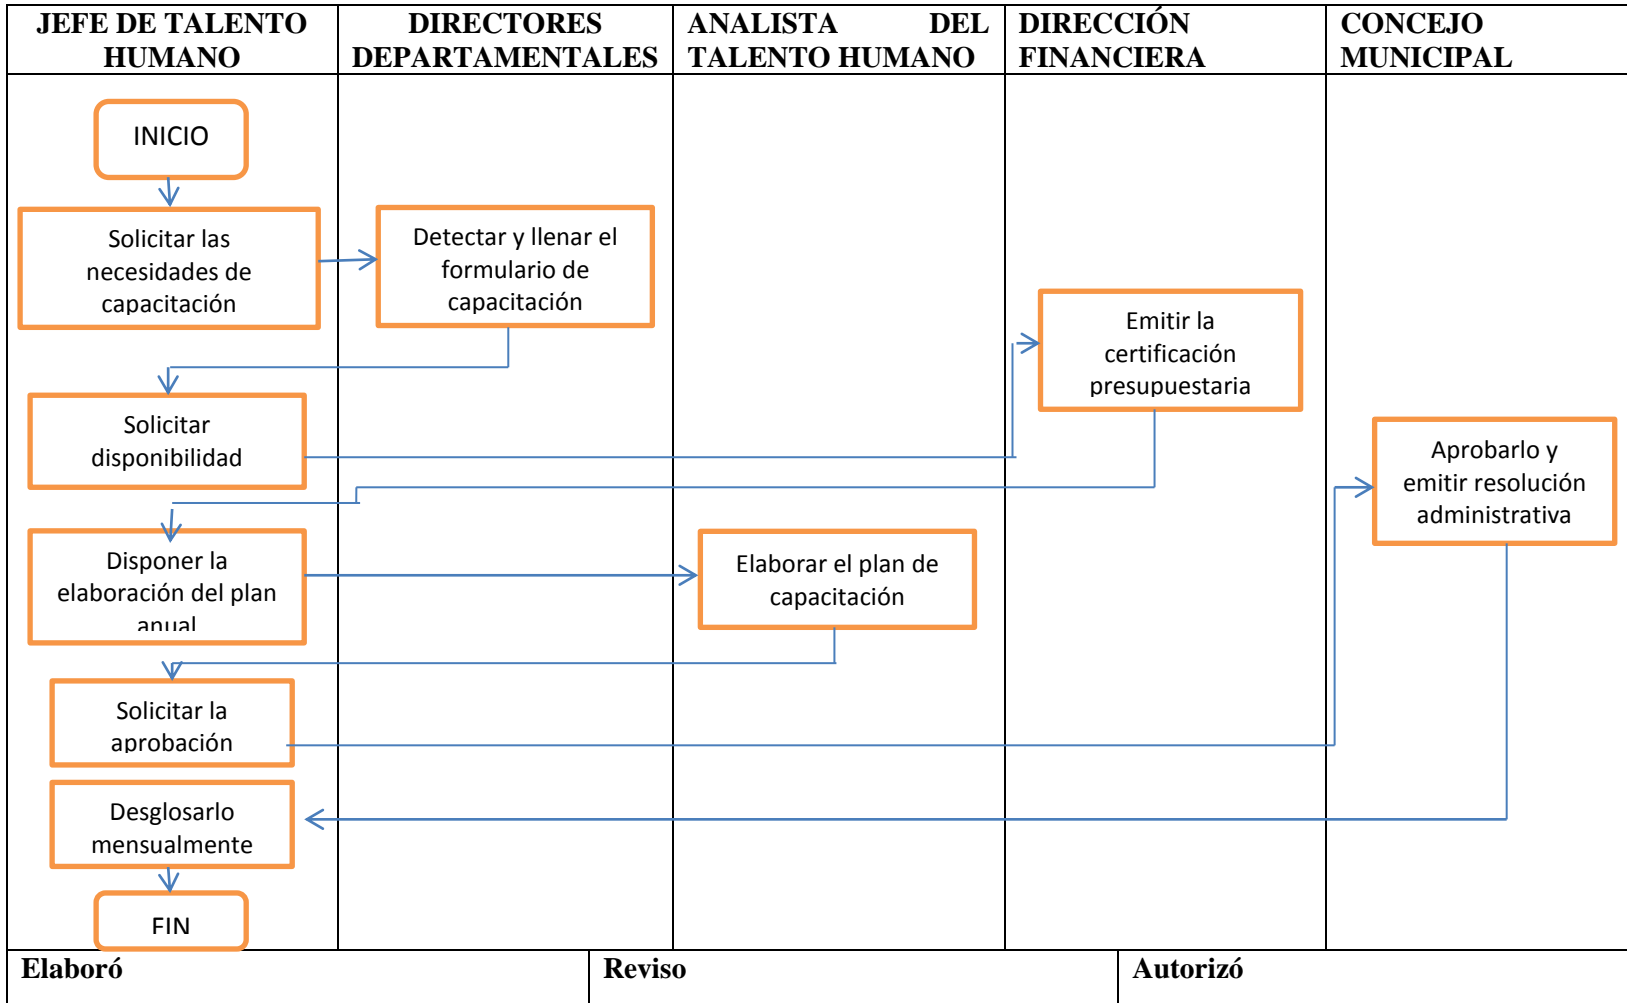 JEFE DE TALENTO
HUMANO
DIRECTORES
DEPARTAMENTALES
ANALISTA DEL
TALENTO HUMANO
DIRECCIÓN
FINANCIERA
CONCEJO
MUNICIPAL
INICIO
Solicitar las
necesidades de
capacitación
Detectar y llenar el
formulario de
capacitación
Emitir la
certificación
presupuestaria
Solicitar
disponibilidad
Aprobarlo y
emitir resolución
administrativa
Disponer la
elaboración del plan
anual
Elaborar el plan de
capacitación
Solicitar la
aprobación
Desglosarlo
mensualmente
FIN
Elaboró
Reviso
Autorizó